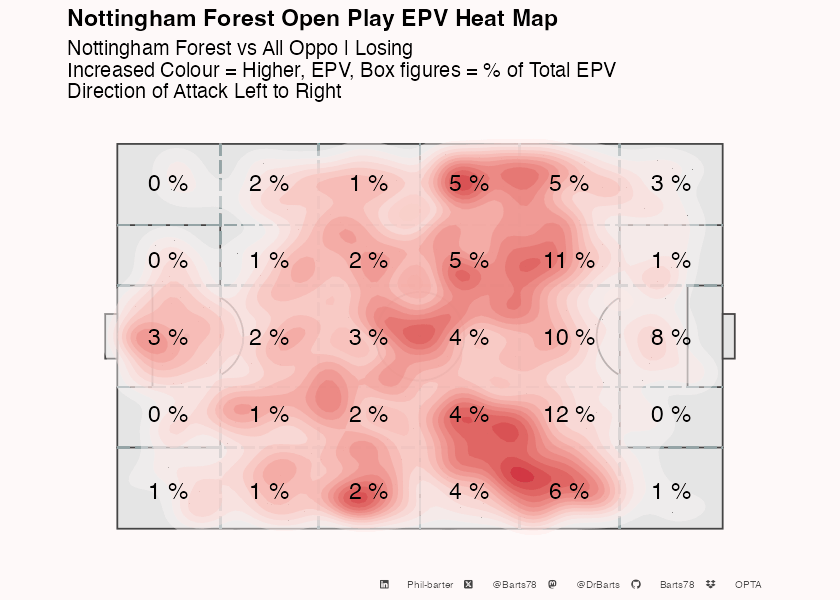 Nottingham Forest Open Play EPV Heat Map
Nottingham Forest vs All Oppo | Losing
Increased Colour = Higher, EPV, Box figures = % of Total EPV
Direction of Attack Left to Right
0 % 2 % 1 % 5 % 5 % 3 %
0 % 1 % 2 % 5 % 11 % 1 %
3 % 2 % 3 % 4 % 10 % 8 %
0 % 1 % 2 % 4 % 12 % 0 %
1 % 1 % 2 % 4 % 6 % 1 %
Phil-barter @Barts78 @DrBarts Barts78 OPTA